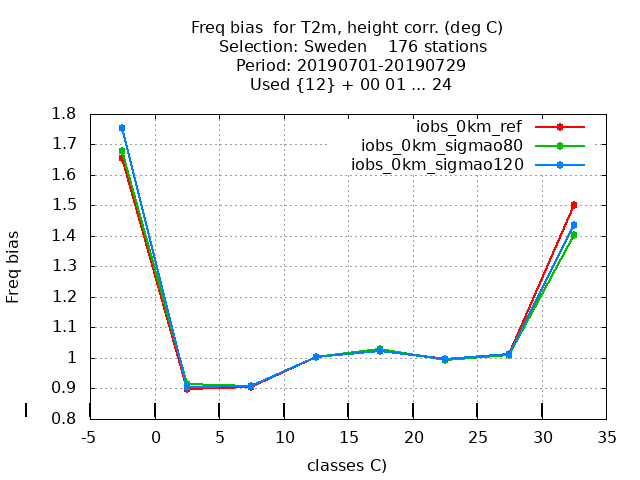 Freq bias  for T2m, height corr. (deg C)
Selection: Sweden    176 stations
Period: 20190701-20190729
Used {12} + 00 01 ... 24
iobs_0km_ref
iobs_0km_sigmao80
iobs_0km_sigmao120
Freq bias
1.8
1.7
1.6
1.5
1.4
1.3
1.2
1.1
1
0.9
0.8
-5 0 5 10 15 20 25 30 35
classes C)